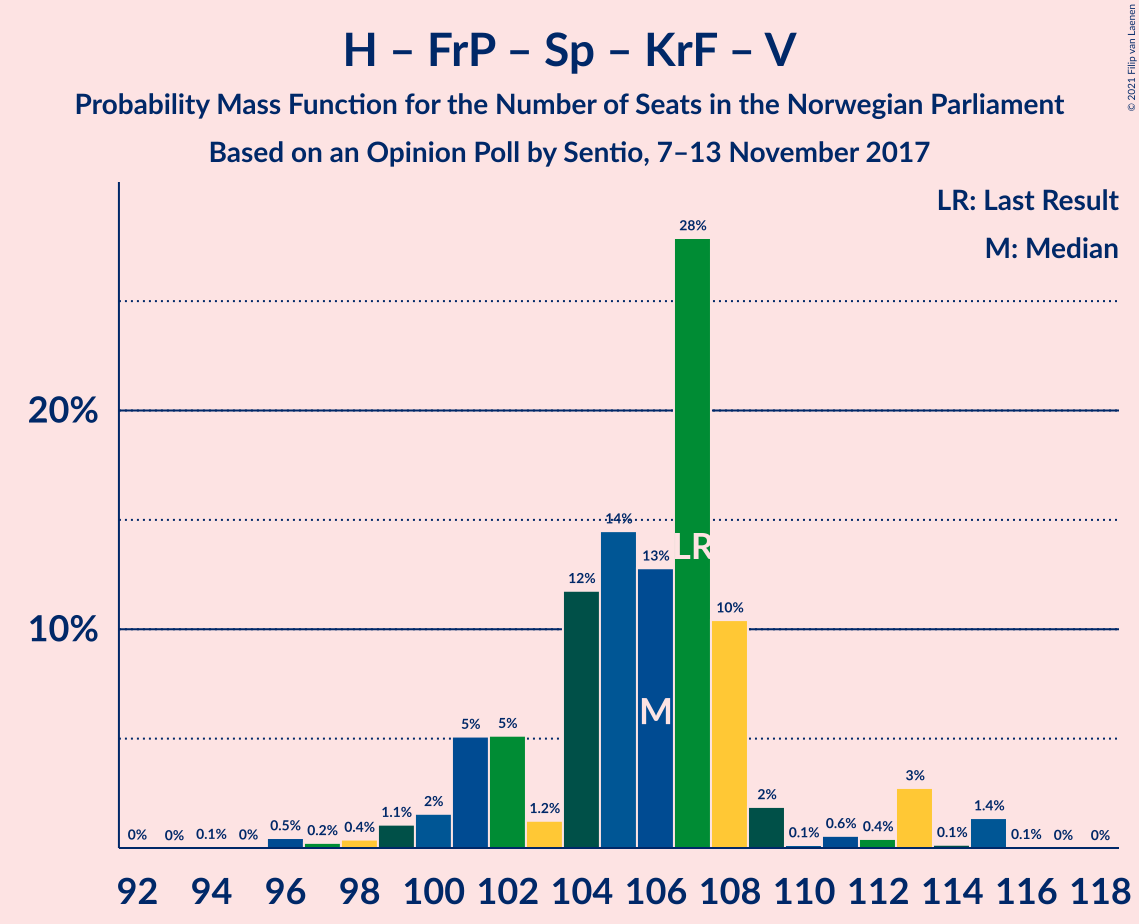 H – FrP – Sp – KrF – V
Probability Mass Function for the Number of Seats in the Norwegian Parliament
Based on an Opinion Poll by Sentio, 7–13 November 2017
© 2021 Filip van Laenen
LR: Last Result
M: Median
20%
10%
0% 0% 0.1% 0% 0.5% 0.2% 0.4% 1.1% 2% 5% 5% 1.2% 12% 14% 13% 28% 10% 2% 0.1% 0.6% 0.4% 3% 0.1% 1.4% 0.1% 0% 0%
LR
M
92 94 96 98 100 102 104 106 108 110 112 114 116 118